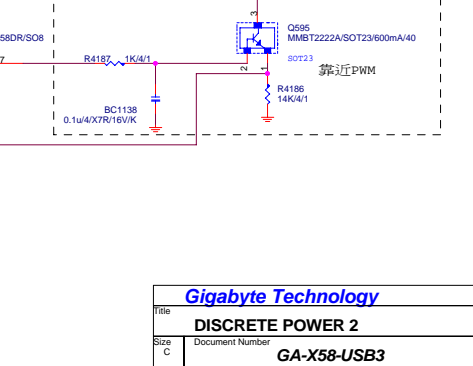 3
Q595
58DR/SO8
MMBT2222A/SOT23/600mA/40
SOT23
7
R4187
1K/4/1
靠近PWM
2
1
R4186
14K/4/1
BC1138
0.1u/4/X7R/16V/K
Gigabyte Technology
Title
DISCRETE POWER 2
Size
Document Number
C
GA-X58-USB3